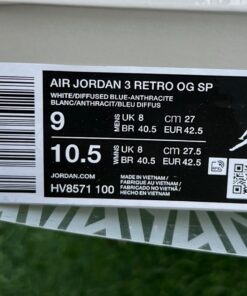 AIR JORDAN 3 RETRO OG SP
WHITE/DIFFUSED BLUE-ANTHRACITE
BLANC/ANTHRACIT/BLEU DIFFUS
9 MENS UK 8 cm 27
BR 40.5 EUR 42.5
10.5 WMNS UK 8 cm 27.5
BR 40.5 EUR 42.5
JORDAN.COM
HV8571 100
MADE IN VIETNAM/
FABRIQUE AU VIETNAM/
FABRICADO NO VIETNÃ/
HECHO EN VIETNAM